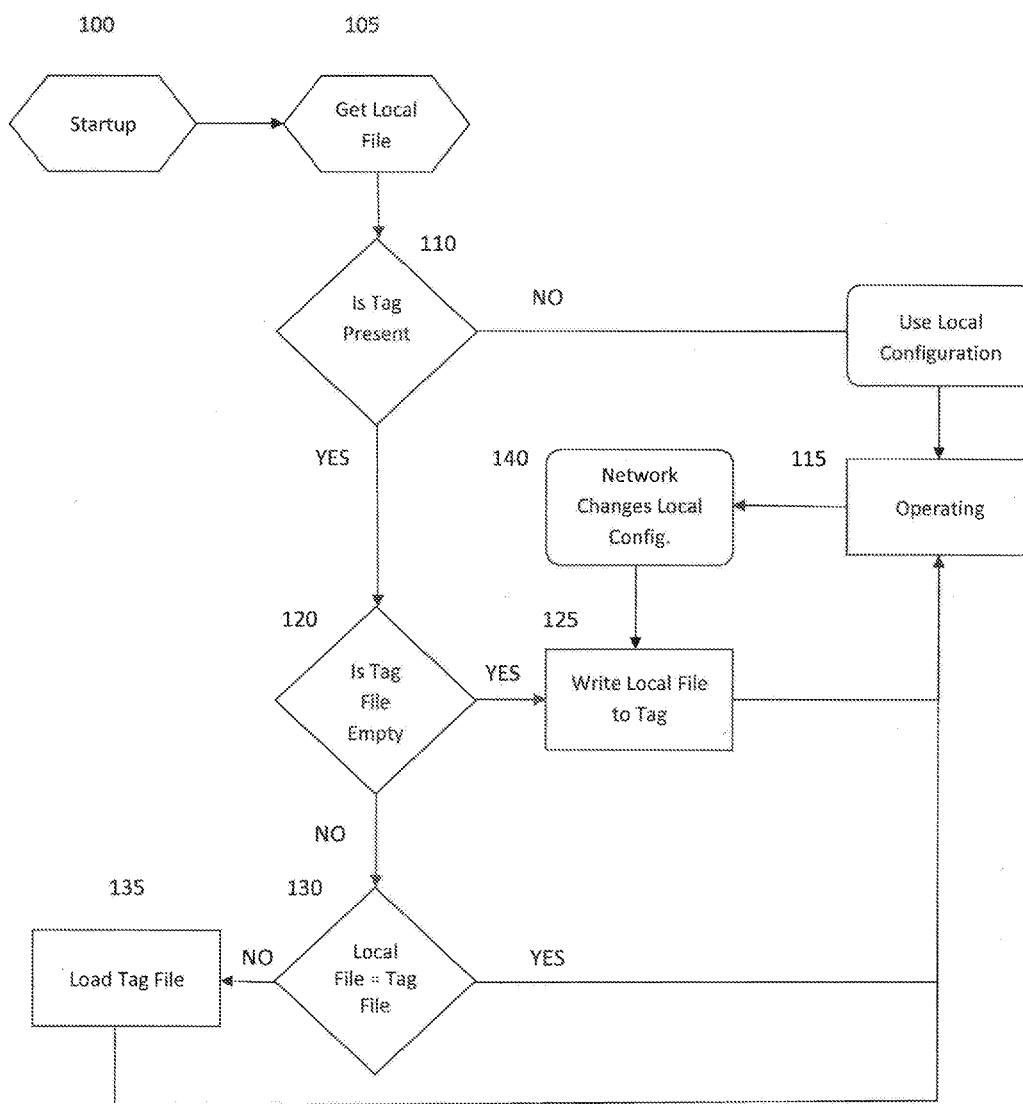 100
105
Startup
Get Local
File
110
Is Tag
Present
NO
Use Local
Configuration
YES
140
Network
Changes Local
Config.
115
Operating
120
Is Tag
File
Empty
YES
125
Write Local File
to Tag
NO
135
130
Load Tag File
NO
Local
File = Tag
File
YES